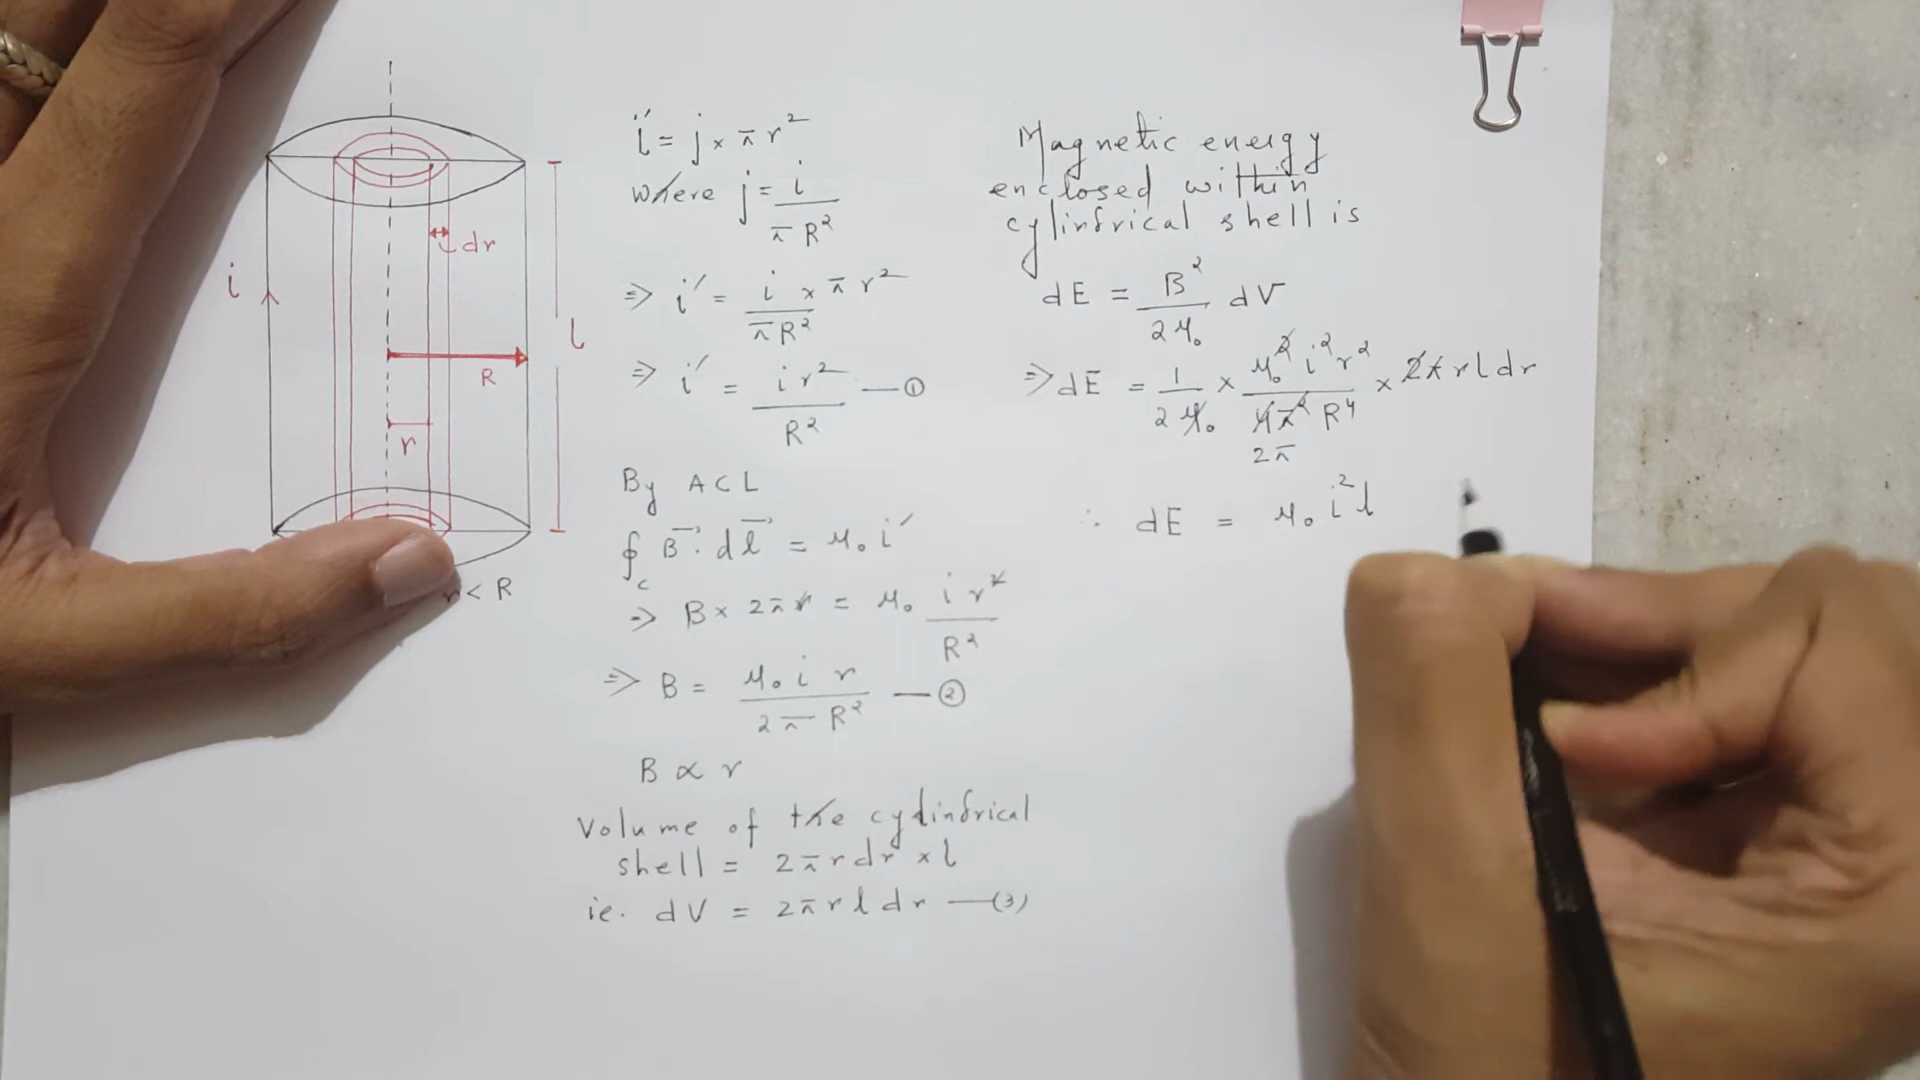 i
dr
l
R
r
r < R
i′ = j × π r²
where j = i / π R²
⇒ i′ = i / π R² × π r²
⇒ i′ = i r² / R² —①
By ACL
∮c B⃗ · dl⃗ = μ₀ i′
⇒ B × 2π r = μ₀ i r² / R²
⇒ B = μ₀ i r / 2π R² —②
B ∝ r
Volume of the cylindrical
shell = 2π r dr × l
ie. dV = 2π r l dr —(3)
Magnetic energy
enclosed within
cylindrical shell is
dE = B² / 2μ₀ dV
⇒ dE = 1 / 2μ₀ × μ₀² i² r² / 4π² R⁴ × 2π r l dr
2π
∴ dE = μ₀ i² l